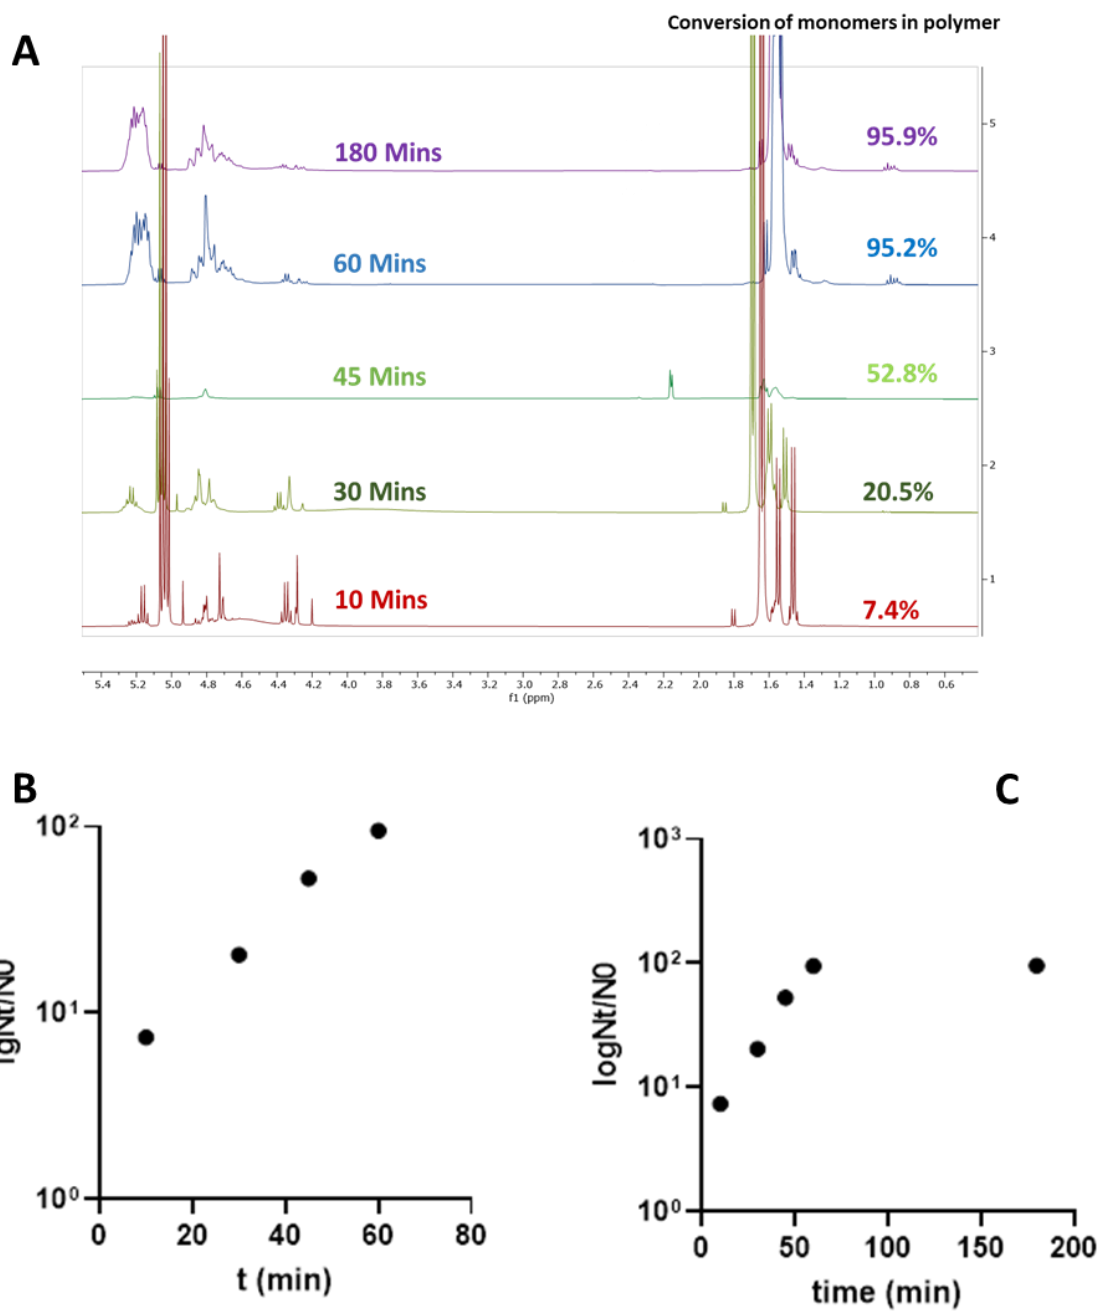 Conversion of monomers in polymer
A
180 Mins
95.9%
5
60 Mins
95.2%
4
45 Mins
52.8%
3
30 Mins
20.5%
2
10 Mins
7.4%
1
5.4 5.2 5.0 4.8 4.6 4.4 4.2 4.0 3.8 3.6 3.4 3.2 3.0 2.8 2.6 2.4 2.2 2.0 1.8 1.6 1.4 1.2 1.0 0.8 0.6
f1 (ppm)
B
10²
10¹
10⁰
lgNt/N0
0 20 40 60 80
t (min)
C
10³
10²
10¹
10⁰
logNt/N0
0 50 100 150 200
time (min)